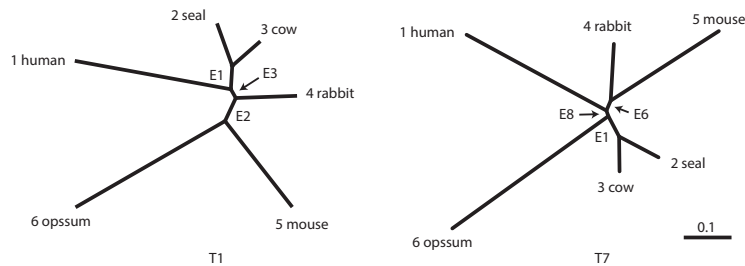 2 seal
3 cow
1 human
E1
E3
4 rabbit
E2
6 opssum
5 mouse
T1
5 mouse
1 human
4 rabbit
E8
E6
E1
2 seal
3 cow
6 opssum
0.1
T7